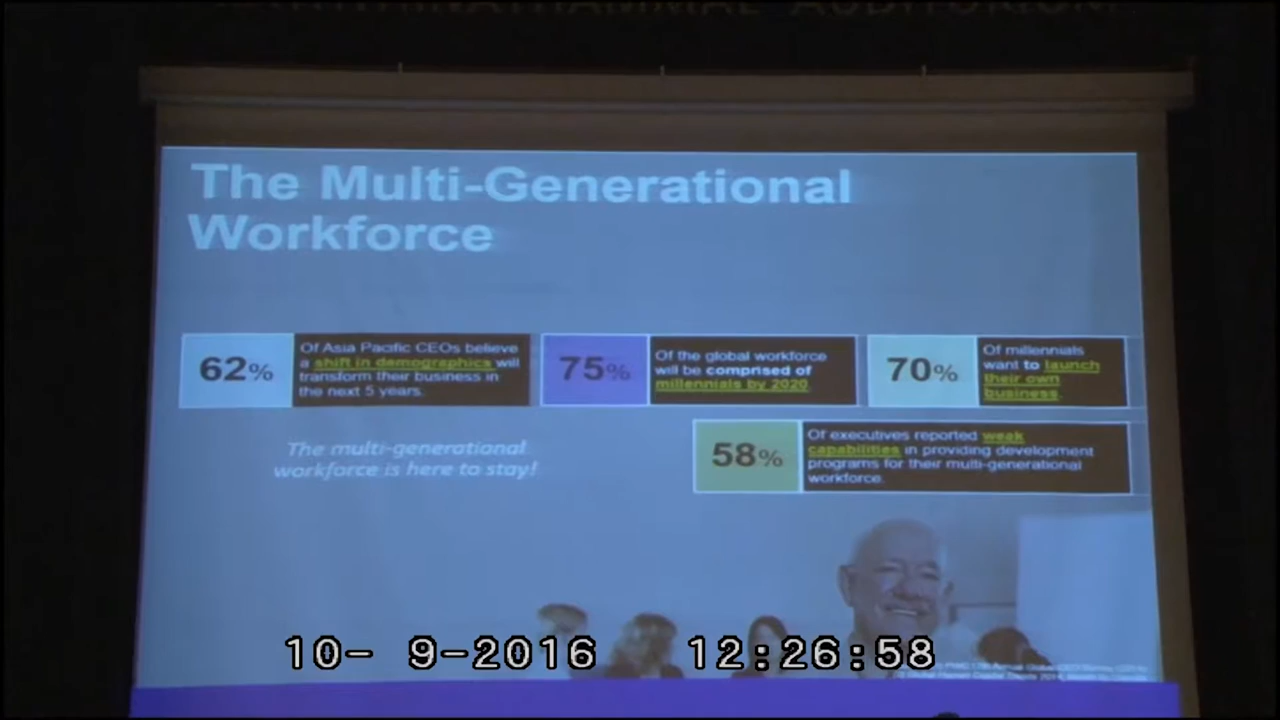 AUDITORIUM
The Multi-Generational
Workforce
62%
Of Asia Pacific CEOs believe
a shift in demographics will
transform their business in
the next 5 years.
75%
Of the global workforce
will be comprised of
millennials by 2020
70%
Of millennials
want to launch
their own
business.
The multi-generational
workforce is here to stay!
58%
Of executives reported weak
capabilities in providing development
programs for their multi-generational
workforce.
10- 9-2016 12:26:58